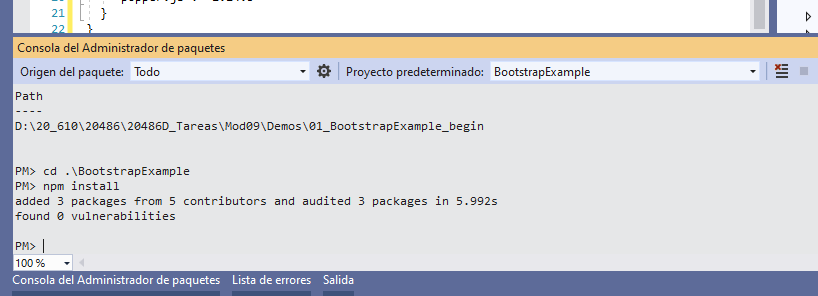 21 }
22 }
Consola del Administrador de paquetes
Origen del paquete: Todo Proyecto predeterminado: BootstrapExample
Path
----
D:\20_610\20486\20486D_Tareas\Mod09\Demos\01_BootstrapExample_begin
PM> cd .\BootstrapExample
PM> npm install
added 3 packages from 5 contributors and audited 3 packages in 5.992s
found 0 vulnerabilities
PM>
100 %
Consola del Administrador de paquetes Lista de errores Salida